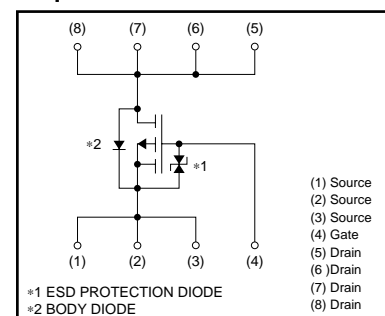 (8) (7) (6) (5)
*2
*1
(1) (2) (3) (4)
(1) Source
(2) Source
(3) Source
(4) Gate
(5) Drain
(6 )Drain
(7) Drain
(8) Drain
*1 ESD PROTECTION DIODE
*2 BODY DIODE